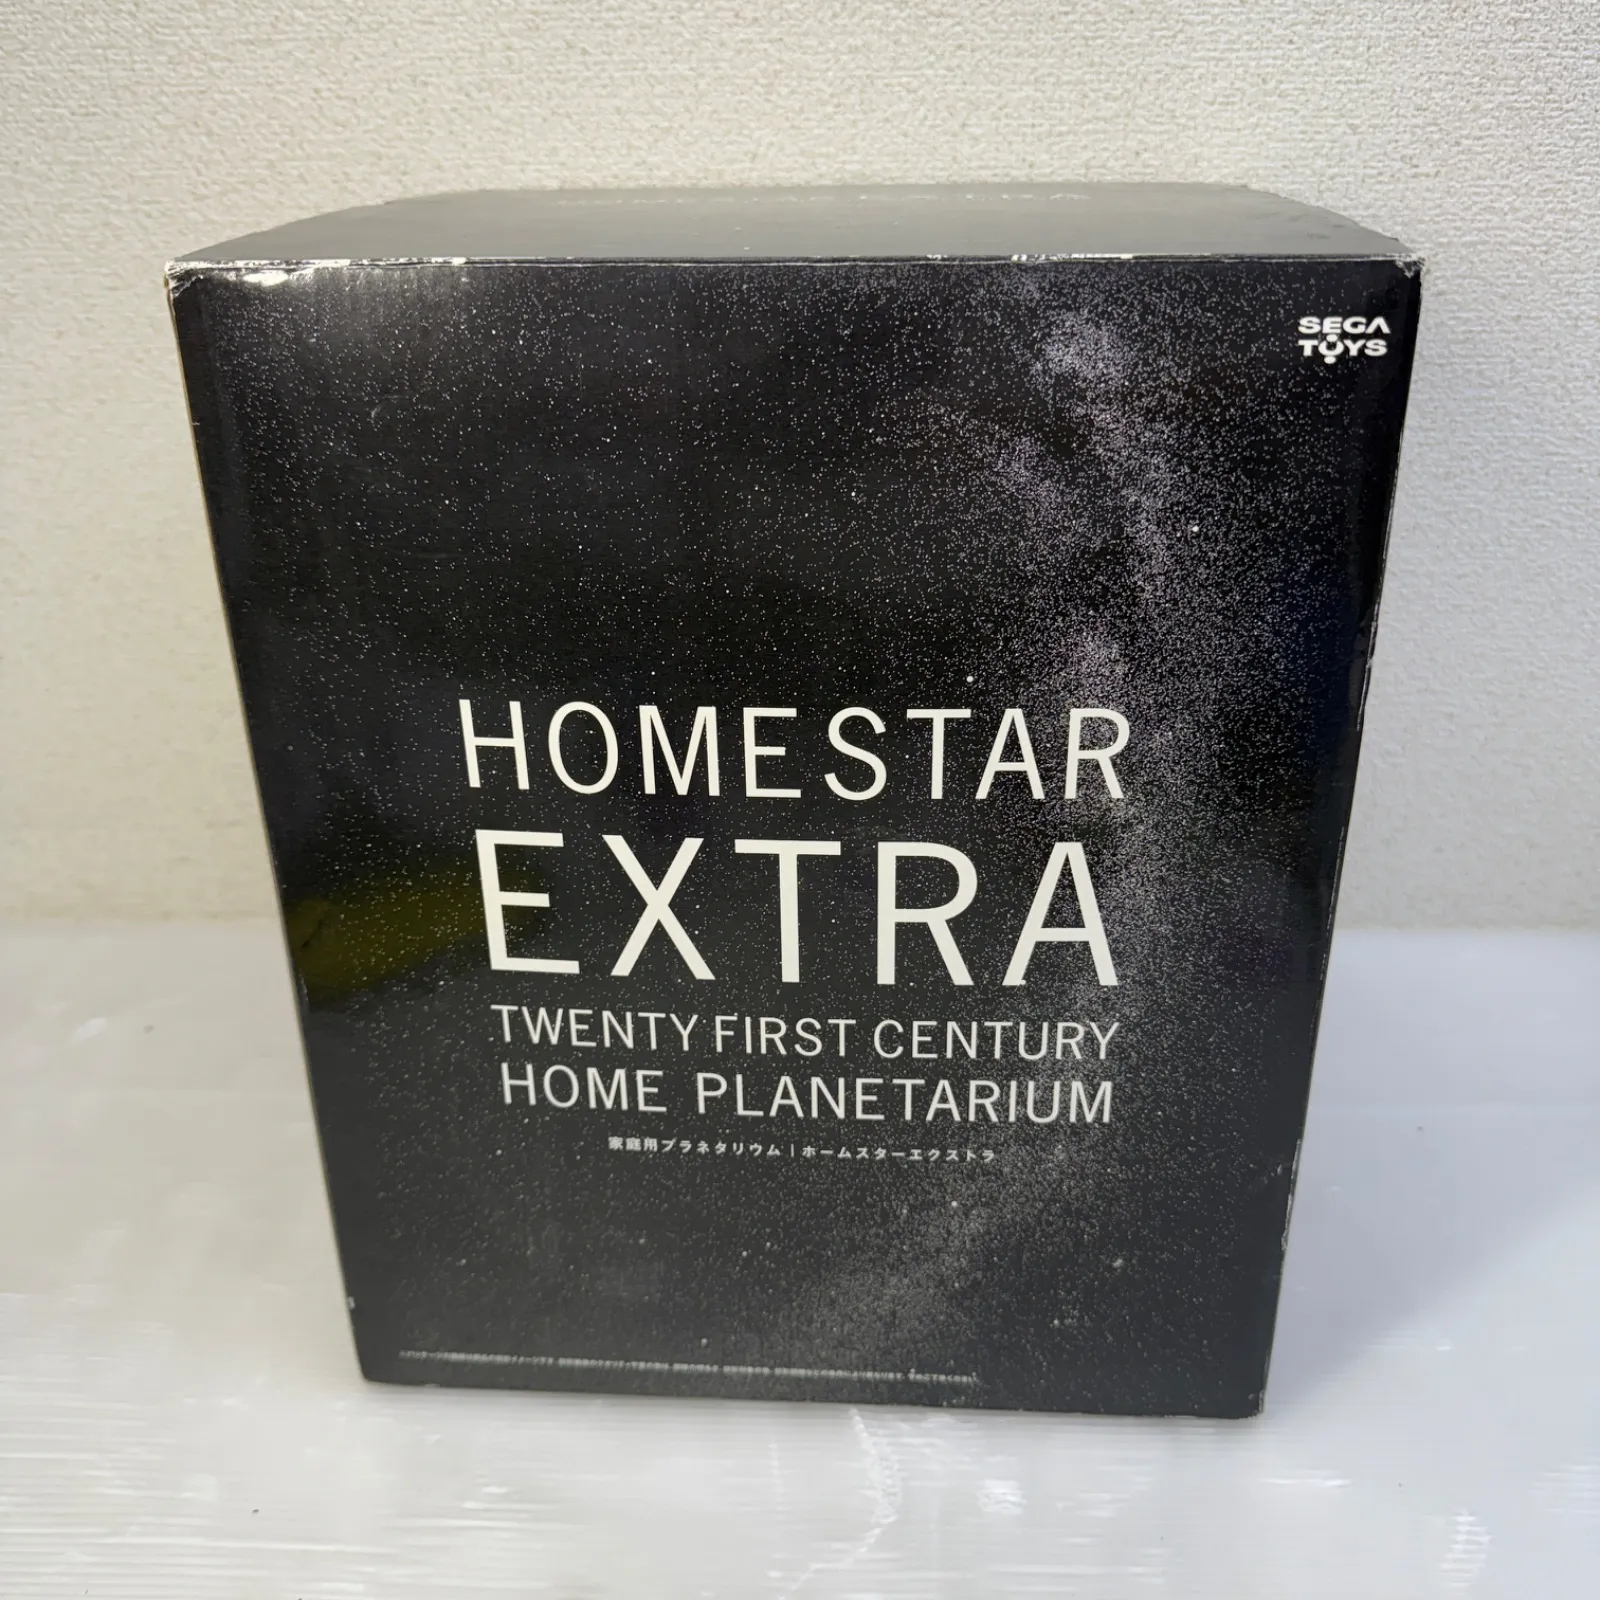 SEGA
TOYS
HOMESTAR
EXTRA
TWENTY FIRST CENTURY
HOME PLANETARIUM
家庭用プラネタリウム｜ホームスターエクストラ